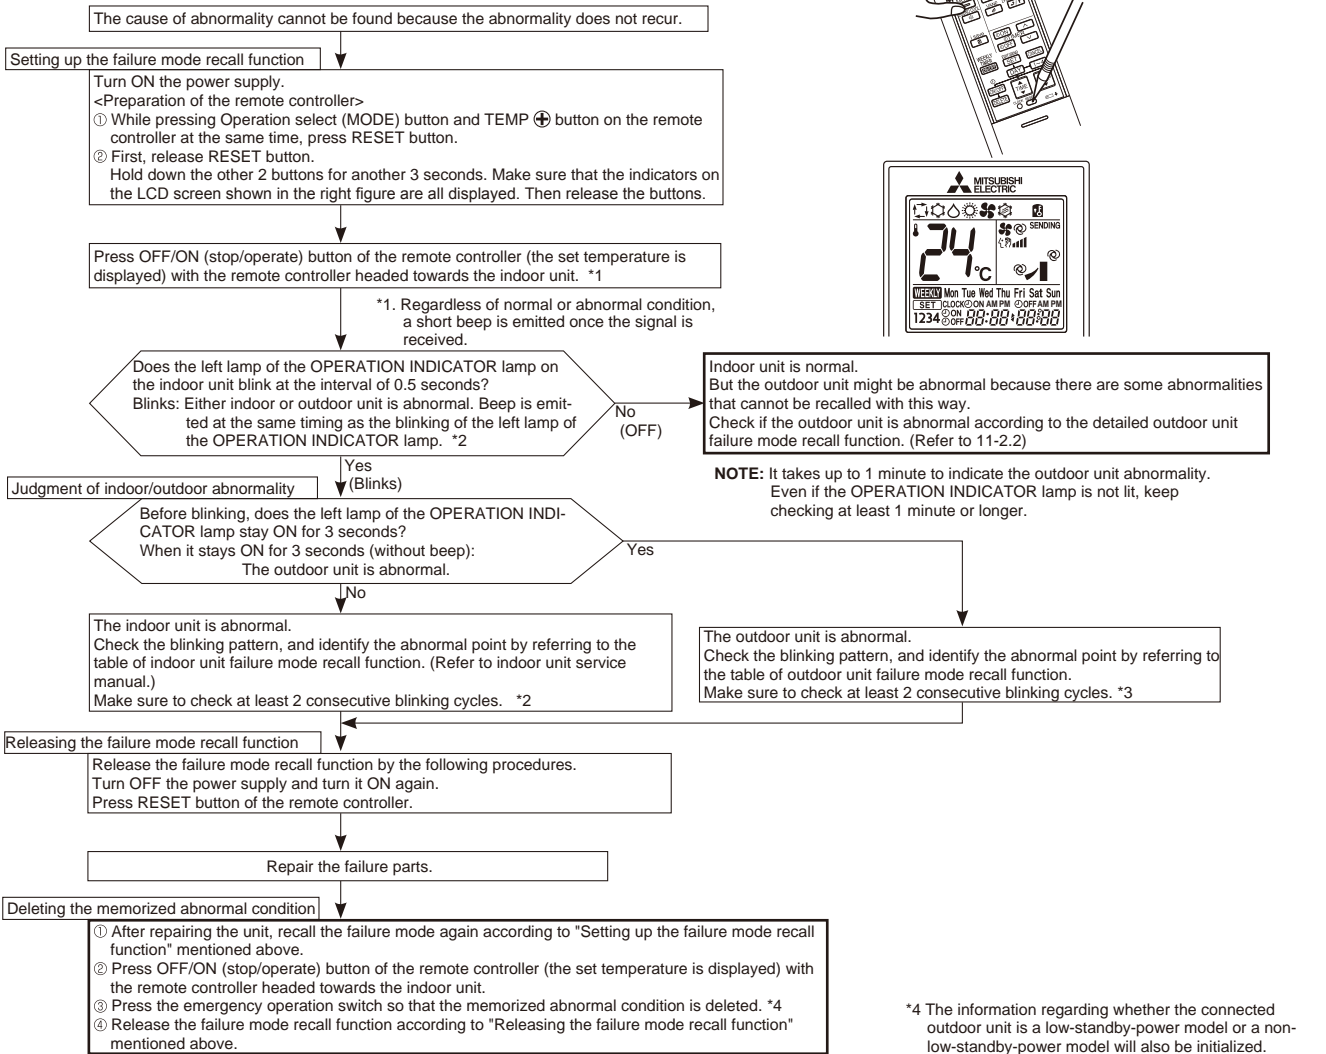 The cause of abnormality cannot be found because the abnormality does not recur.
Setting up the failure mode recall function
Turn ON the power supply.
<Preparation of the remote controller>
① While pressing Operation select (MODE) button and TEMP ⊕ button on the remote
controller at the same time, press RESET button.
② First, release RESET button.
Hold down the other 2 buttons for another 3 seconds. Make sure that the indicators on
the LCD screen shown in the right figure are all displayed. Then release the buttons.
MITSUBISHI
ELECTRIC
SENDING
24°C
WEEKLY Mon Tue Wed Thu Fri Sat Sun
SET CLOCK ON AM PM OFF AM PM
1234 ON OFF 88:88 88:88
Press OFF/ON (stop/operate) button of the remote controller (the set temperature is
displayed) with the remote controller headed towards the indoor unit. *1
*1. Regardless of normal or abnormal condition,
a short beep is emitted once the signal is
received.
Does the left lamp of the OPERATION INDICATOR lamp on
the indoor unit blink at the interval of 0.5 seconds?
Blinks: Either indoor or outdoor unit is abnormal. Beep is emit-
ted at the same timing as the blinking of the left lamp of
the OPERATION INDICATOR lamp. *2
No
(OFF)
Indoor unit is normal.
But the outdoor unit might be abnormal because there are some abnormalities
that cannot be recalled with this way.
Check if the outdoor unit is abnormal according to the detailed outdoor unit
failure mode recall function. (Refer to 11-2.2)
NOTE: It takes up to 1 minute to indicate the outdoor unit abnormality.
Even if the OPERATION INDICATOR lamp is not lit, keep
checking at least 1 minute or longer.
Yes
(Blinks)
Judgment of indoor/outdoor abnormality
Before blinking, does the left lamp of the OPERATION INDI-
CATOR lamp stay ON for 3 seconds?
When it stays ON for 3 seconds (without beep):
The outdoor unit is abnormal.
Yes
No
The indoor unit is abnormal.
Check the blinking pattern, and identify the abnormal point by referring to the
table of indoor unit failure mode recall function. (Refer to indoor unit service
manual.)
Make sure to check at least 2 consecutive blinking cycles. *2
The outdoor unit is abnormal.
Check the blinking pattern, and identify the abnormal point by referring to
the table of outdoor unit failure mode recall function.
Make sure to check at least 2 consecutive blinking cycles. *3
Releasing the failure mode recall function
Release the failure mode recall function by the following procedures.
Turn OFF the power supply and turn it ON again.
Press RESET button of the remote controller.
Repair the failure parts.
Deleting the memorized abnormal condition
① After repairing the unit, recall the failure mode again according to "Setting up the failure mode recall
function" mentioned above.
② Press OFF/ON (stop/operate) button of the remote controller (the set temperature is displayed) with
the remote controller headed towards the indoor unit.
③ Press the emergency operation switch so that the memorized abnormal condition is deleted. *4
④ Release the failure mode recall function according to "Releasing the failure mode recall function"
mentioned above.
*4 The information regarding whether the connected
outdoor unit is a low-standby-power model or a non-
low-standby-power model will also be initialized.